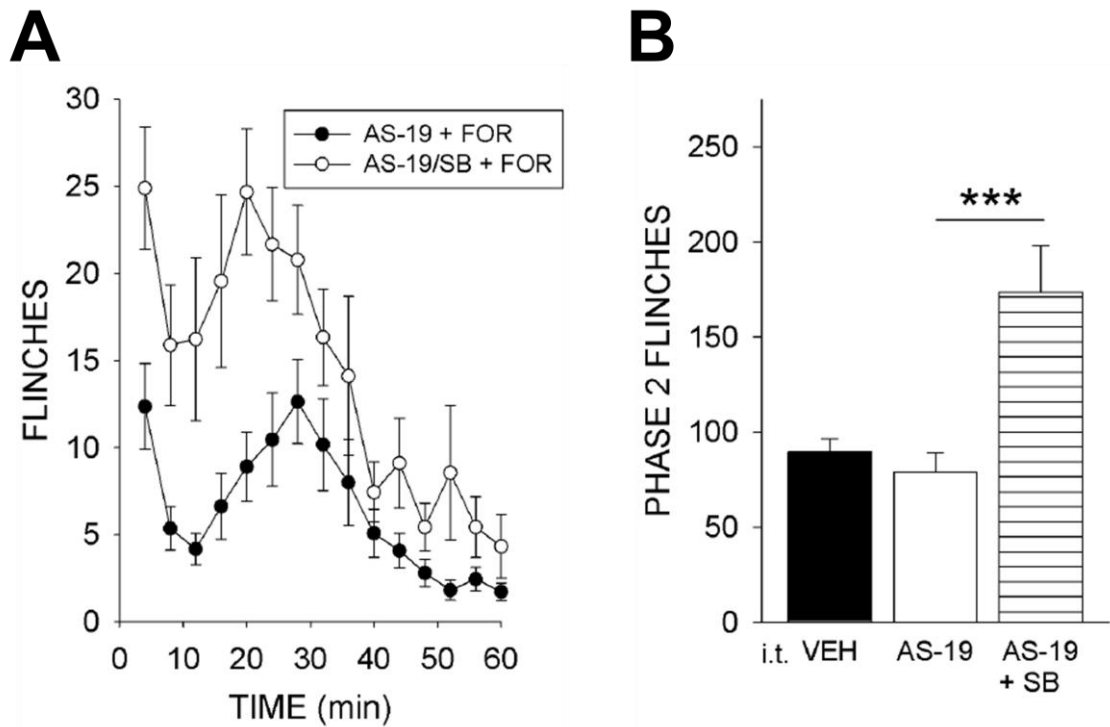 A
FLINCHES
30
25
20
15
10
5
0
AS-19 + FOR
AS-19/SB + FOR
0 10 20 30 40 50 60
TIME (min)
B
PHASE 2 FLINCHES
250
200
150
100
50
0
***
i.t. VEH AS-19 AS-19
+ SB